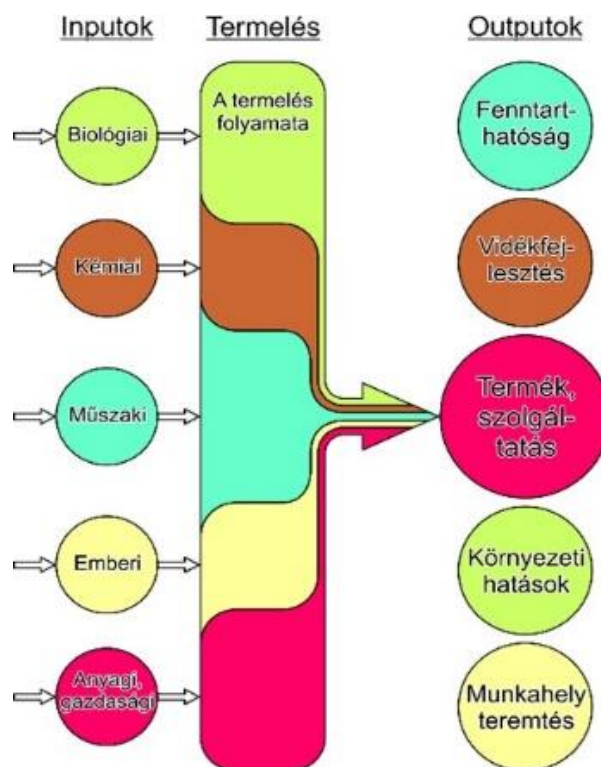 Inputok
Termelés
Outputok
Biológiai
Kémiai
Műszaki
Emberi
Anyagi,
gazdasági
A termelés
folyamata
Fenntart-
hatóság
Vidékfej-
lesztés
Termék,
szolgál-
tatás
Környezeti
hatások
Munkahely
teremtés